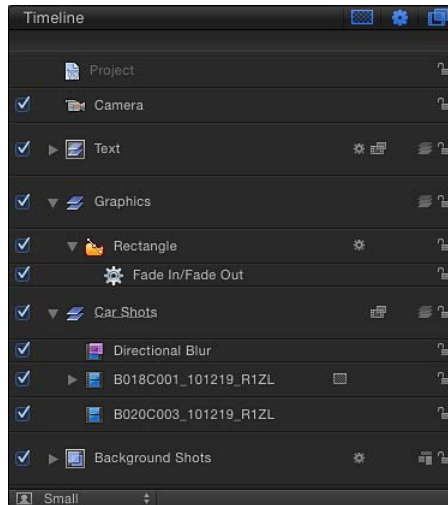 Timeline
Project
Camera
Text
Graphics
Rectangle
Fade In/Fade Out
Car Shots
Directional Blur
B018C001_101219_R1ZL
B020C003_101219_R1ZL
Background Shots
Small